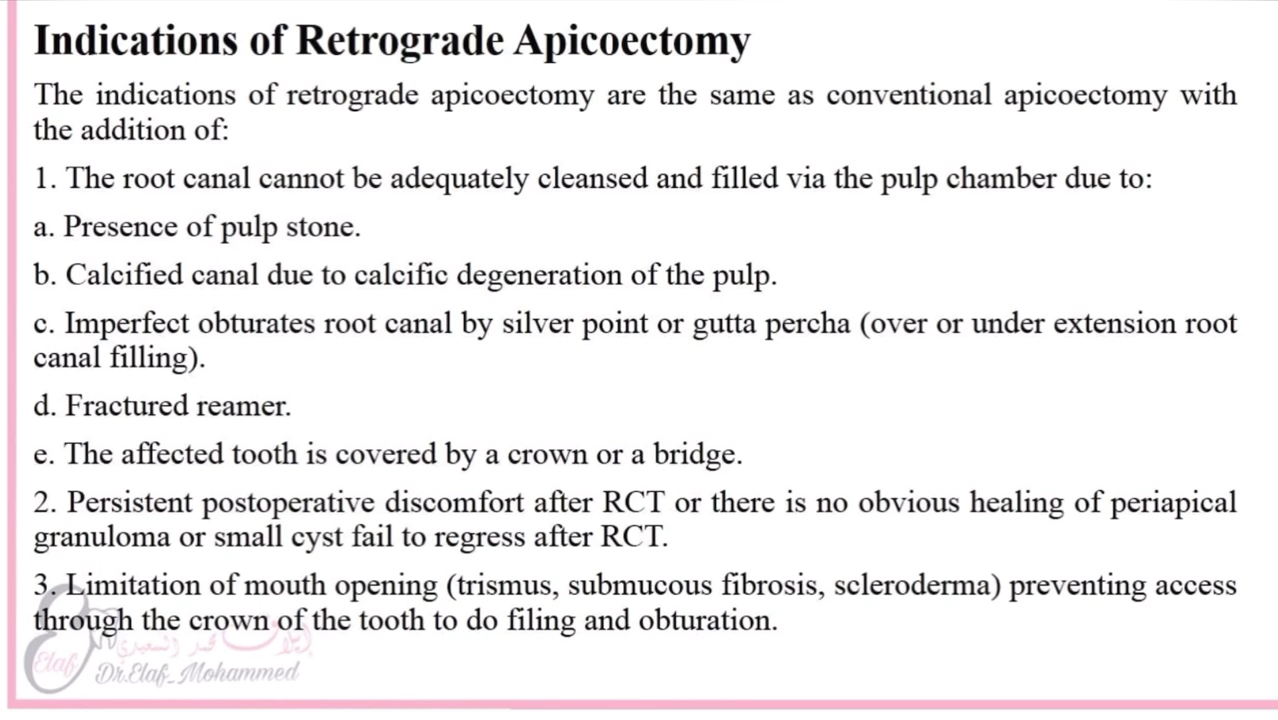 Indications of Retrograde Apicoectomy
The indications of retrograde apicoectomy are the same as conventional apicoectomy with
the addition of:
1. The root canal cannot be adequately cleansed and filled via the pulp chamber due to:
a. Presence of pulp stone.
b. Calcified canal due to calcific degeneration of the pulp.
c. Imperfect obturates root canal by silver point or gutta percha (over or under extension root
canal filling).
d. Fractured reamer.
e. The affected tooth is covered by a crown or a bridge.
2. Persistent postoperative discomfort after RCT or there is no obvious healing of periapical
granuloma or small cyst fail to regress after RCT.
3. Limitation of mouth opening (trismus, submucous fibrosis, scleroderma) preventing access
through the crown of the tooth to do filing and obturation.
إيلاف محمد السعيدي
Elaf
Dr.Elaf_Mohammed